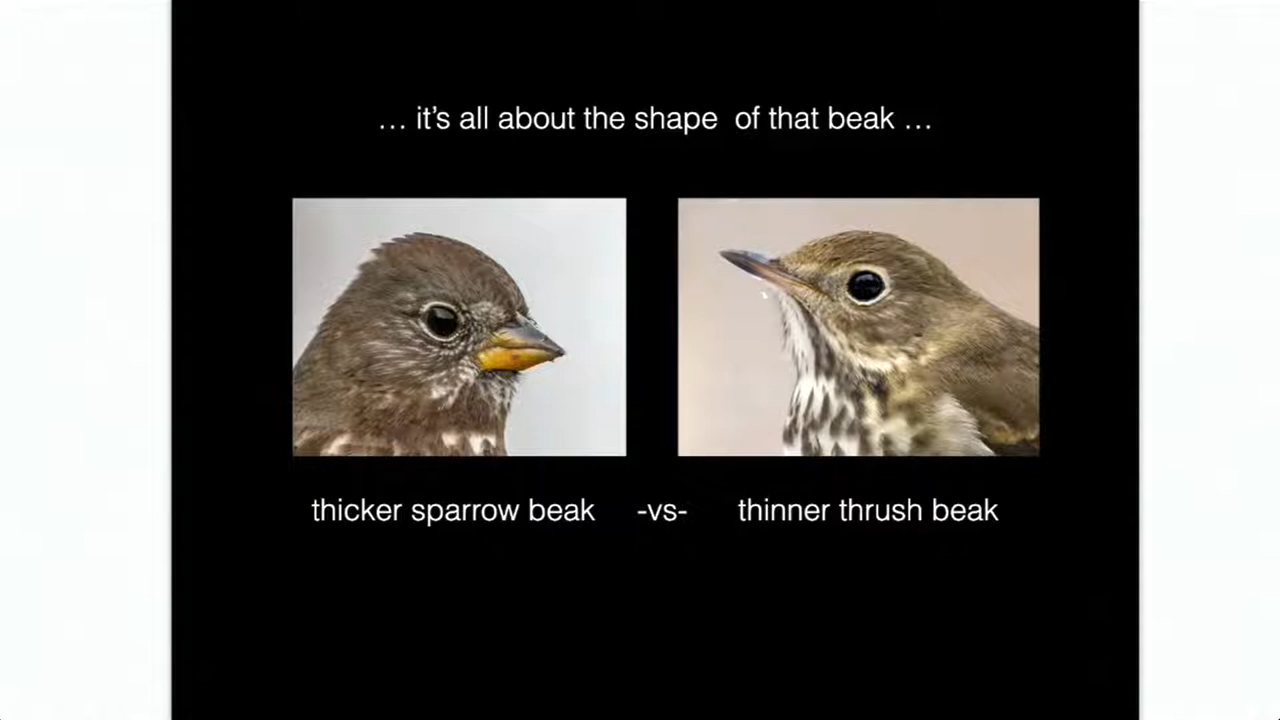 … it's all about the shape of that beak …
thicker sparrow beak -vs- thinner thrush beak